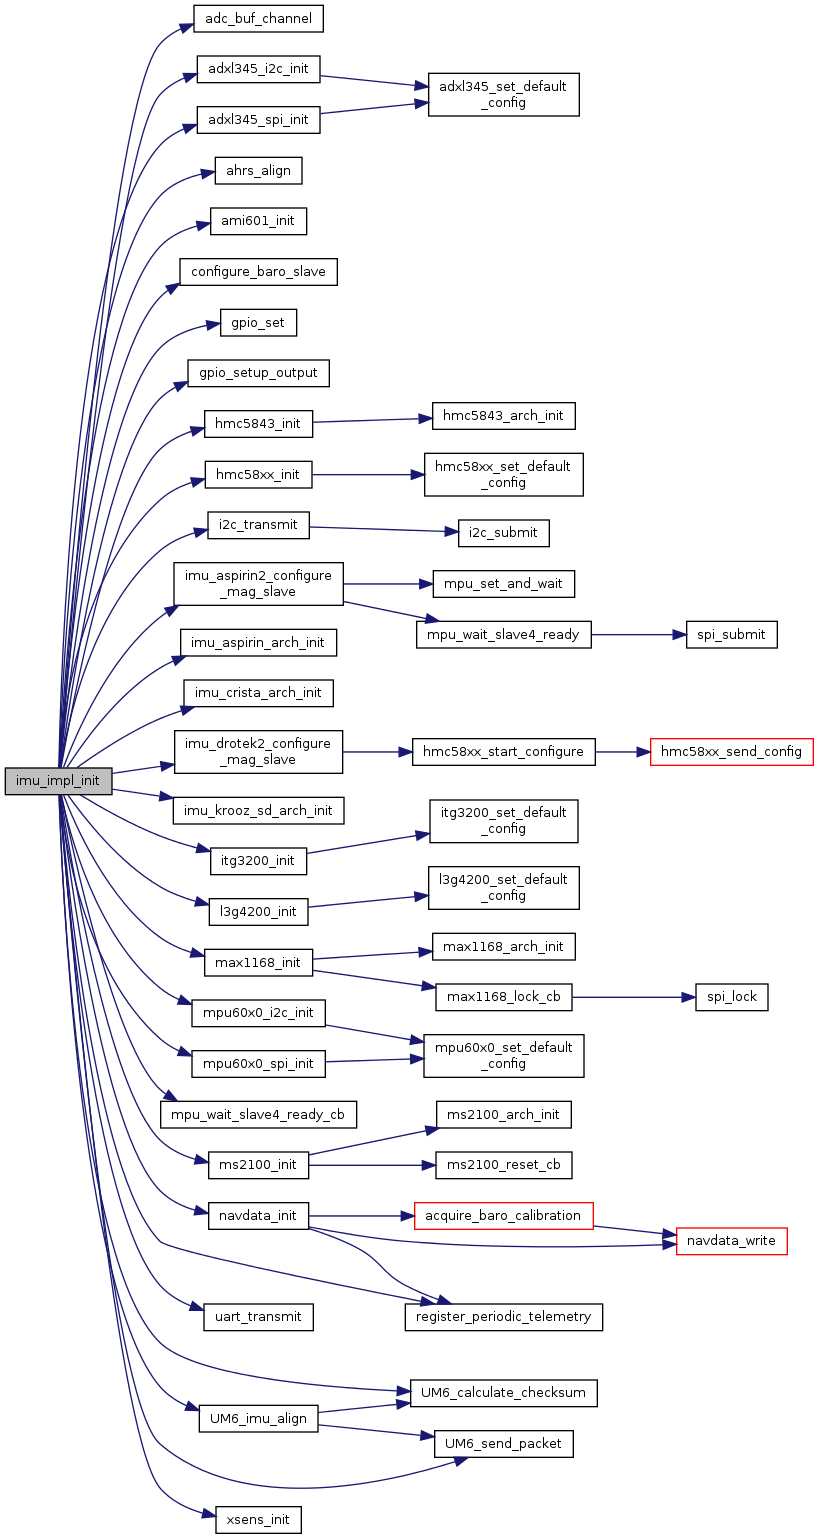 adc_buf_channel
adxl345_i2c_init
adxl345_set_default
_config
adxl345_spi_init
ahrs_align
ami601_init
configure_baro_slave
gpio_set
gpio_setup_output
hmc5843_init
hmc5843_arch_init
hmc58xx_init
hmc58xx_set_default
_config
i2c_transmit
i2c_submit
imu_aspirin2_configure
_mag_slave
mpu_set_and_wait
mpu_wait_slave4_ready
spi_submit
imu_aspirin_arch_init
imu_crista_arch_init
imu_drotek2_configure
_mag_slave
hmc58xx_start_configure
hmc58xx_send_config
imu_impl_init
imu_krooz_sd_arch_init
itg3200_init
itg3200_set_default
_config
l3g4200_init
l3g4200_set_default
_config
max1168_init
max1168_arch_init
max1168_lock_cb
spi_lock
mpu60x0_i2c_init
mpu60x0_set_default
_config
mpu60x0_spi_init
mpu_wait_slave4_ready_cb
ms2100_arch_init
ms2100_init
ms2100_reset_cb
navdata_init
acquire_baro_calibration
navdata_write
uart_transmit
register_periodic_telemetry
UM6_calculate_checksum
UM6_imu_align
UM6_send_packet
xsens_init